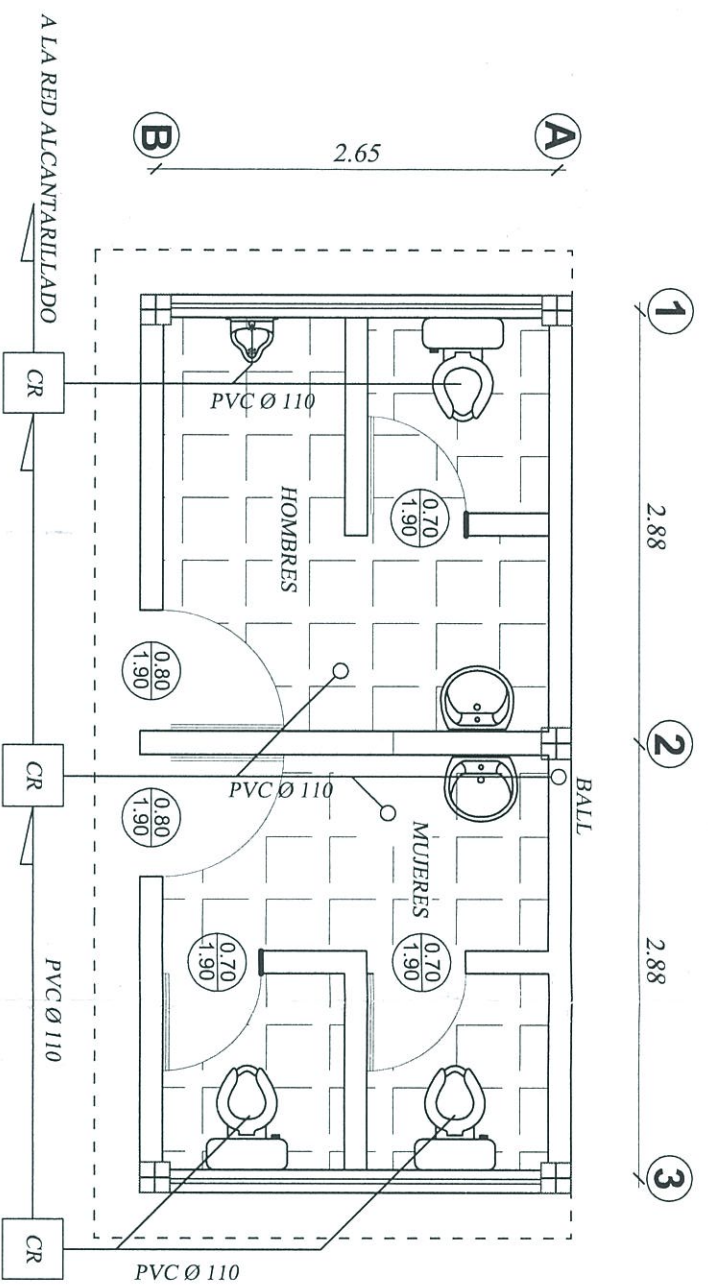 1
2
3
2.88
2.88
A
B
2.65
BALL
0.70
1.90
0.70
1.90
0.70
1.90
HOMBRES
MUJERES
PVC Ø 110
PVC Ø 110
0.80
1.90
0.80
1.90
CR
CR
CR
PVC Ø 110
PVC Ø 110
A LA RED ALCANTARILLADO